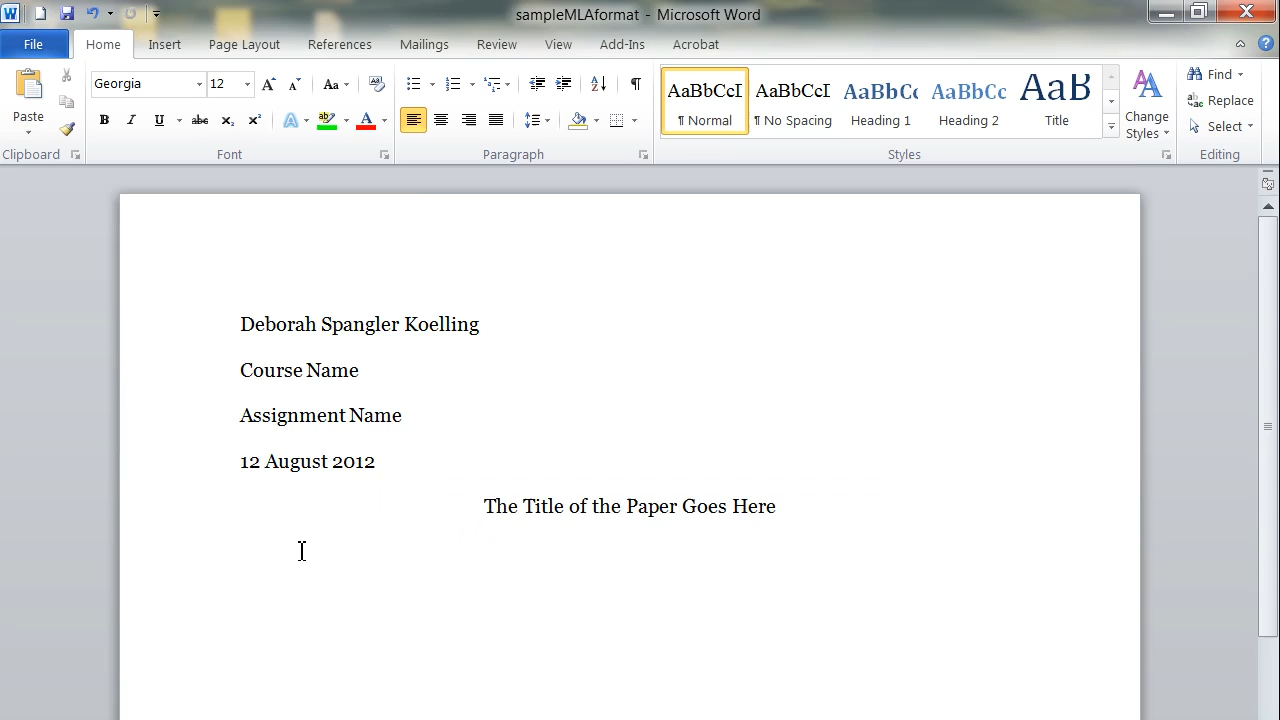 sampleMLAformat - Microsoft Word
File Home Insert Page Layout References Mailings Review View Add-Ins Acrobat
Paste
Clipboard
Georgia 12
Font
Paragraph
AaBbCcI AaBbCcI AaBbCc AaBbCc AaB
¶ Normal ¶ No Spacing Heading 1 Heading 2 Title
Styles
Change
Styles
Find
Replace
Select
Editing
Deborah Spangler Koelling
Course Name
Assignment Name
12 August 2012
The Title of the Paper Goes Here